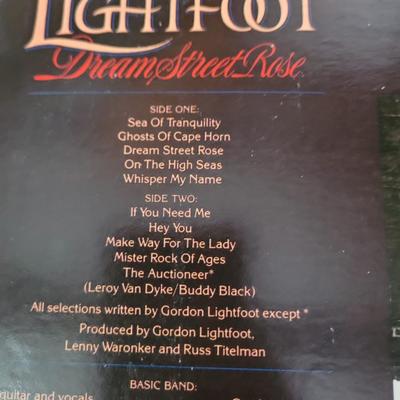 LIGHTFOOT
Dream Street Rose
SIDE ONE:
Sea Of Tranquility
Ghosts Of Cape Horn
Dream Street Rose
On The High Seas
Whisper My Name
SIDE TWO:
If You Need Me
Hey You
Make Way For The Lady
Mister Rock Of Ages
The Auctioneer*
(Leroy Van Dyke/Buddy Black)
All selections written by Gordon Lightfoot except *
Produced by Gordon Lightfoot,
Lenny Waronker and Russ Titelman
BASIC BAND:
guitar and vocals